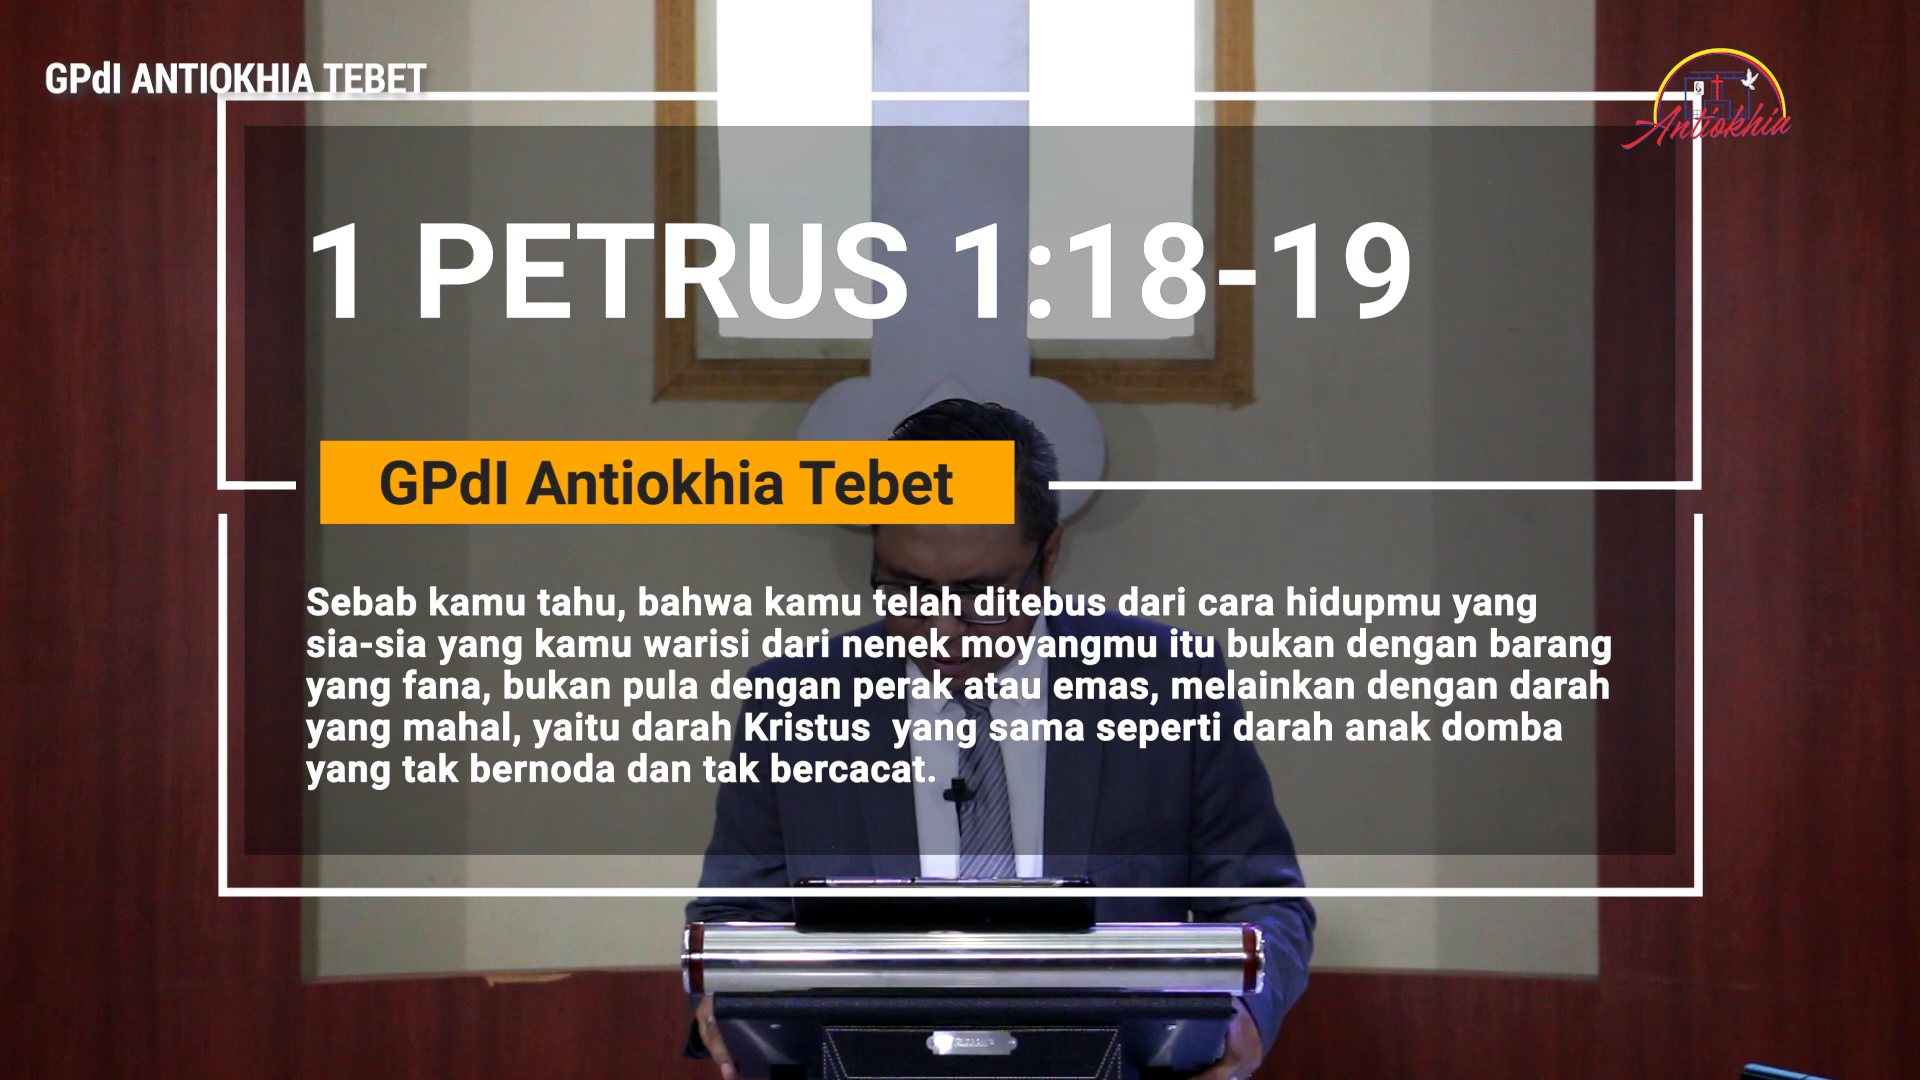 GPdI ANTIOKHIA TEBET
Antiokhia
1 PETRUS 1:18-19
GPdI Antiokhia Tebet
Sebab kamu tahu, bahwa kamu telah ditebus dari cara hidupmu yang
sia-sia yang kamu warisi dari nenek moyangmu itu bukan dengan barang
yang fana, bukan pula dengan perak atau emas, melainkan dengan darah
yang mahal, yaitu darah Kristus  yang sama seperti darah anak domba
yang tak bernoda dan tak bercacat.